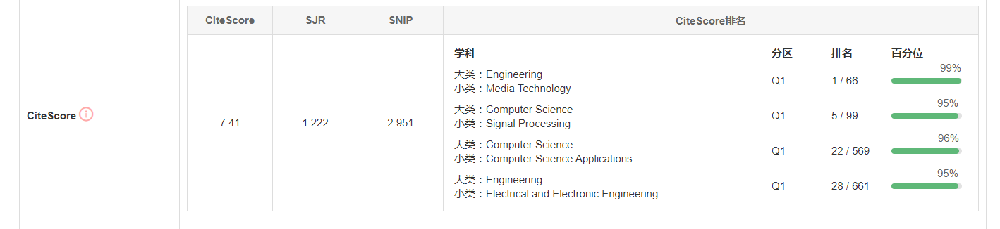 CiteScore SJR SNIP CiteScore排名
学科 分区 排名 百分位
大类：Engineering
小类：Media Technology
Q1 1 / 66 99%
大类：Computer Science
小类：Signal Processing
Q1 5 / 99 95%
CiteScore 7.41 1.222 2.951
大类：Computer Science
小类：Computer Science Applications
Q1 22 / 569 96%
大类：Engineering
小类：Electrical and Electronic Engineering
Q1 28 / 661 95%